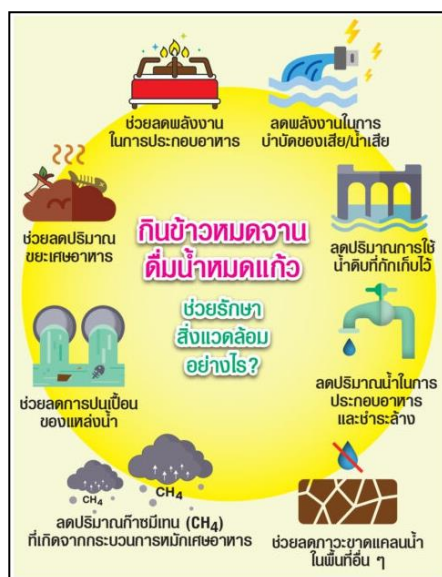 กินข้าวหมดจาน
ดื่มน้ำหมดแก้ว
ช่วยรักษา
สิ่งแวดล้อม
อย่างไร?
ช่วยลดพลังงาน
ในการประกอบอาหาร
ลดพลังงานในการ
บำบัดของเสีย/น้ำเสีย
ช่วยลดปริมาณ
ขยะเศษอาหาร
ลดปริมาณการใช้
น้ำดิบที่กักเก็บไว้
ช่วยลดการปนเปื้อน
ของแหล่งน้ำ
ลดปริมาณน้ำในการ
ประกอบอาหาร
และชำระล้าง
CH4
CH4
ลดปริมาณก๊าซมีเทน (CH4)
ที่เกิดจากกระบวนการหมักเศษอาหาร
ช่วยลดภาวะขาดแคลนน้ำ
ในพื้นที่อื่น ๆ